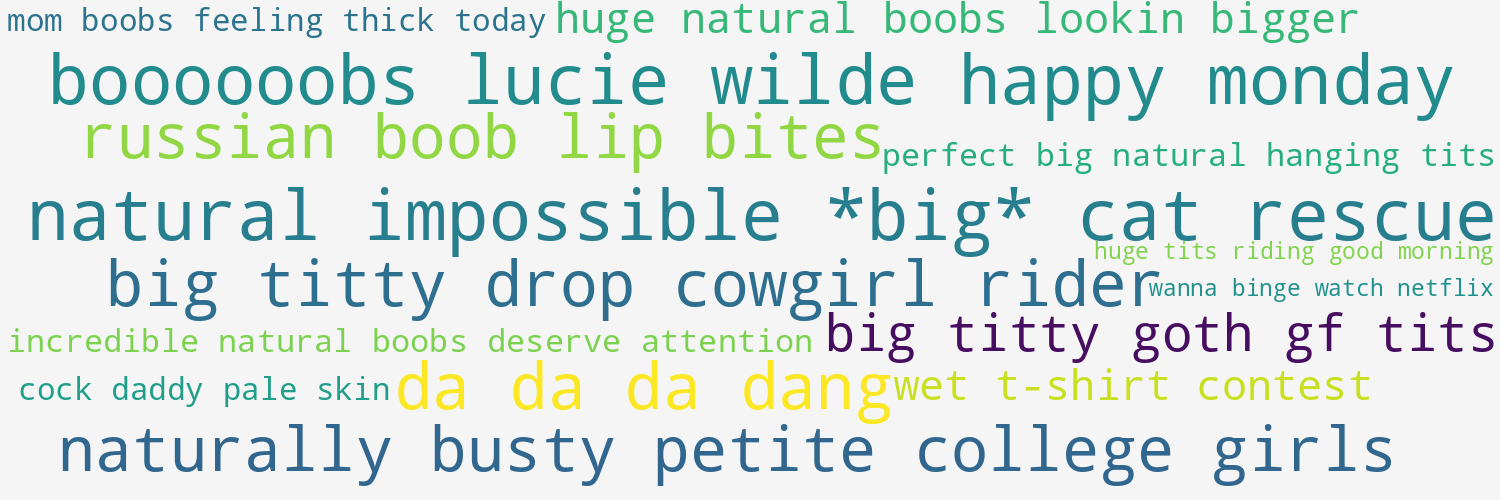 mom boobs feeling thick today
huge natural boobs lookin bigger
boooooobs lucie wilde happy monday
russian boob lip bites
perfect big natural hanging tits
natural impossible *big* cat rescue
huge tits riding good morning
big titty drop cowgirl rider
wanna binge watch netflix
big titty goth gf tits
incredible natural boobs deserve attention
cock daddy pale skin
da da da dang
wet t-shirt contest
naturally busty petite college girls